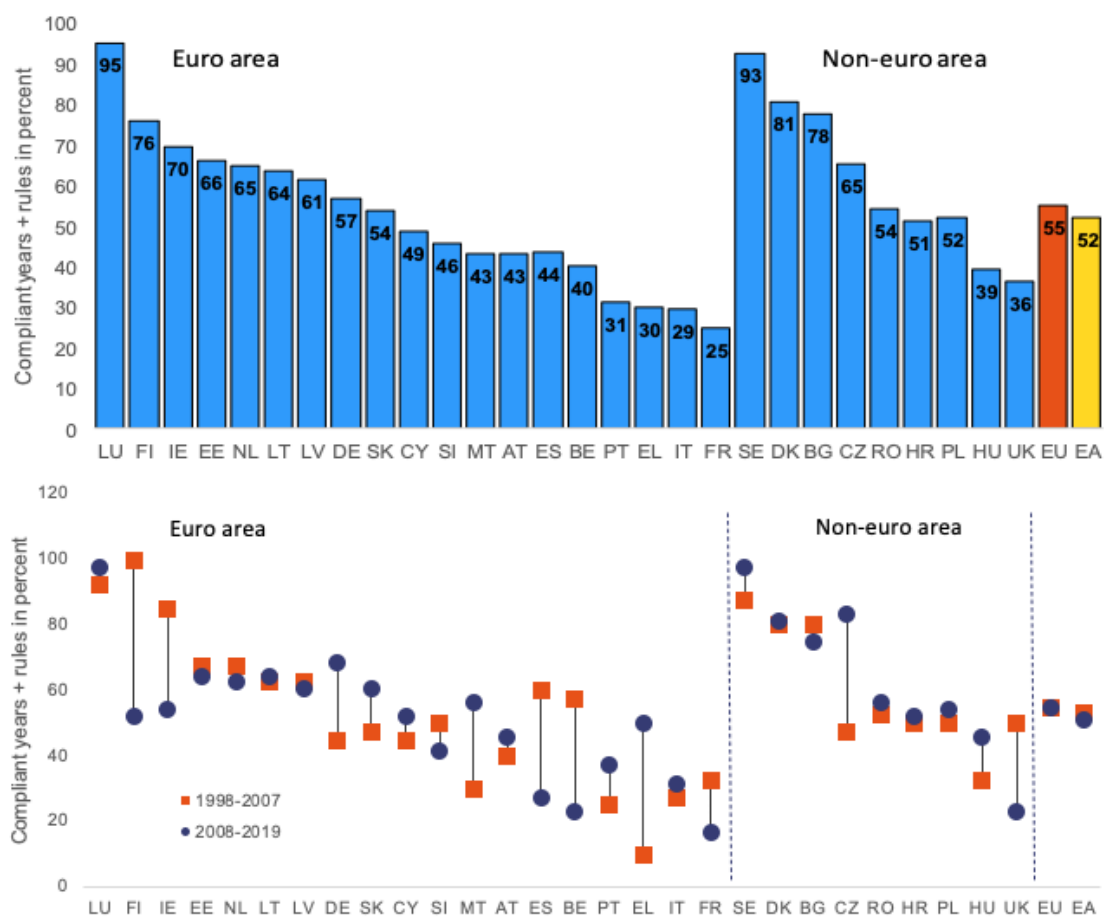 100
90
80
70
60
50
40
30
20
10
0
Compliant years + rules in percent
Euro area
Non-euro area
95 76 70 66 65 64 61 57 54 49 46 43 43 44 40 31 30 29 25 93 81 78 65 54 51 52 39 36 55 52
LU FI IE EE NL LT LV DE SK CY SI MT AT ES BE PT EL IT FR SE DK BG CZ RO HR PL HU UK EU EA
120
100
80
60
40
20
0
Compliant years + rules in percent
Euro area
Non-euro area
1998-2007
2008-2019
LU FI IE EE NL LT LV DE SK CY SI MT AT ES BE PT EL IT FR SE DK BG CZ RO HR PL HU UK EU EA